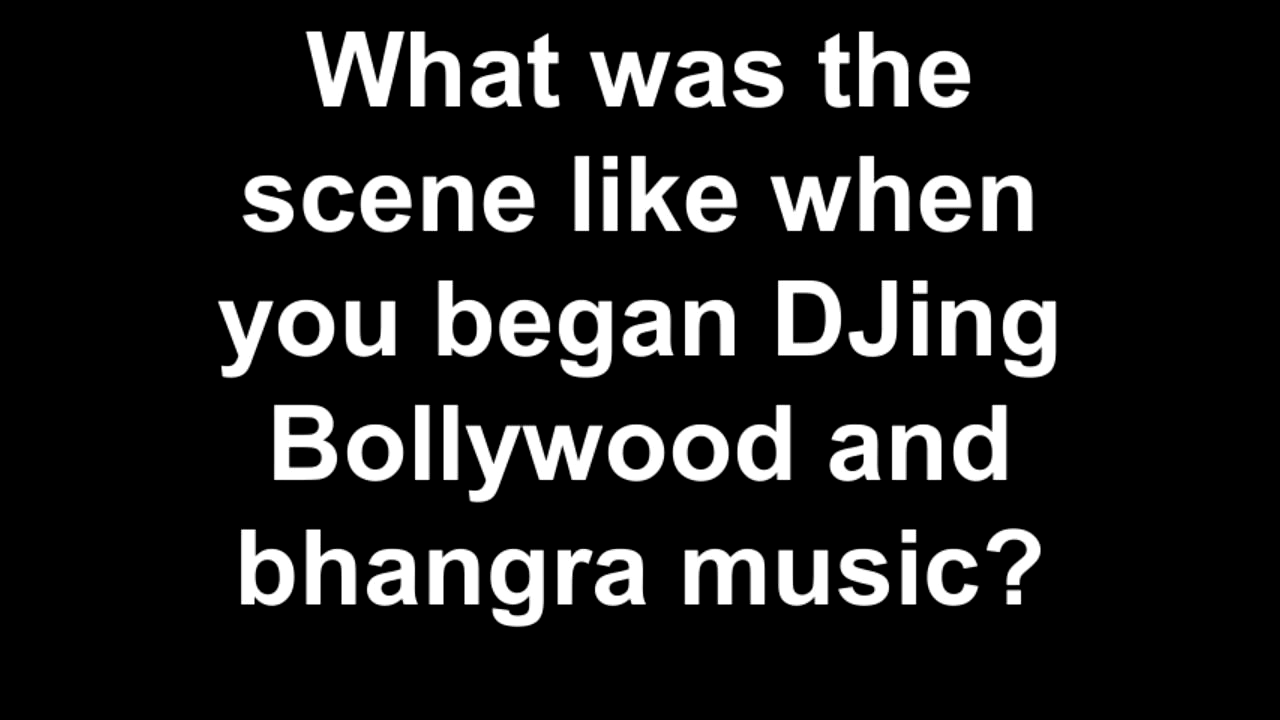 What was the
scene like when
you began DJing
Bollywood and
bhangra music?